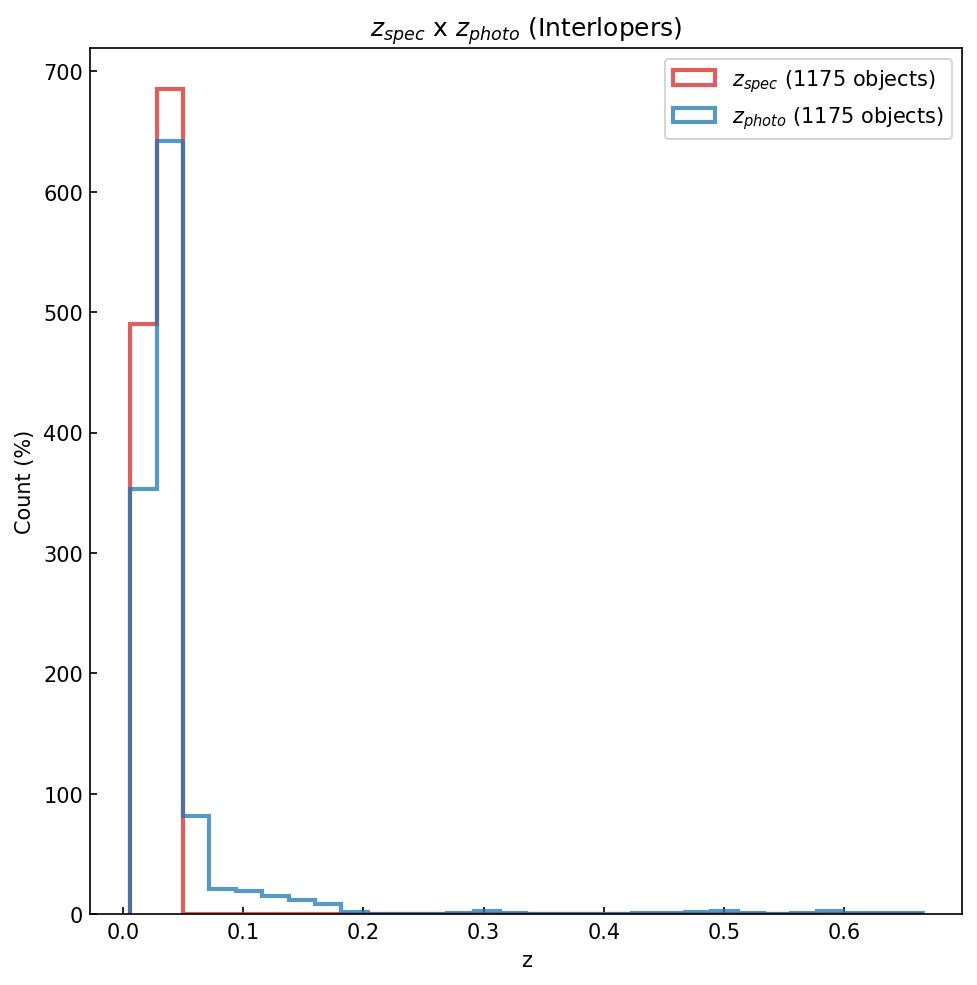 z_spec x z_photo (Interlopers)
z_spec (1175 objects)
z_photo (1175 objects)
Count (%)
700
600
500
400
300
200
100
0
0.0 0.1 0.2 0.3 0.4 0.5 0.6
z